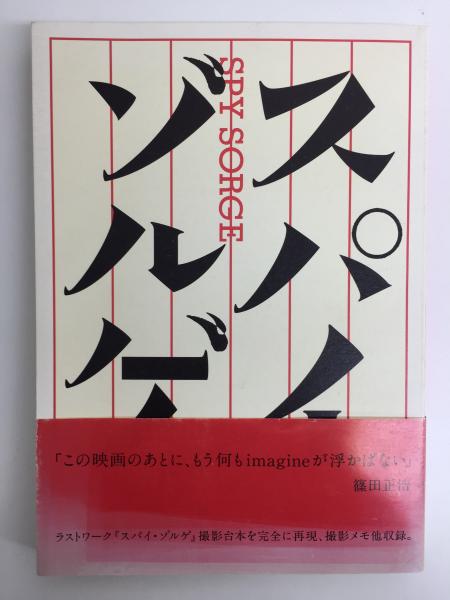 スパイ
ゾルゲ
SPY SORGE
「この映画のあとに、もう何もimagineが浮かばない」
篠田正浩
ラストワーク『スパイ・ゾルゲ』撮影台本を完全に再現、撮影メモ他収録。